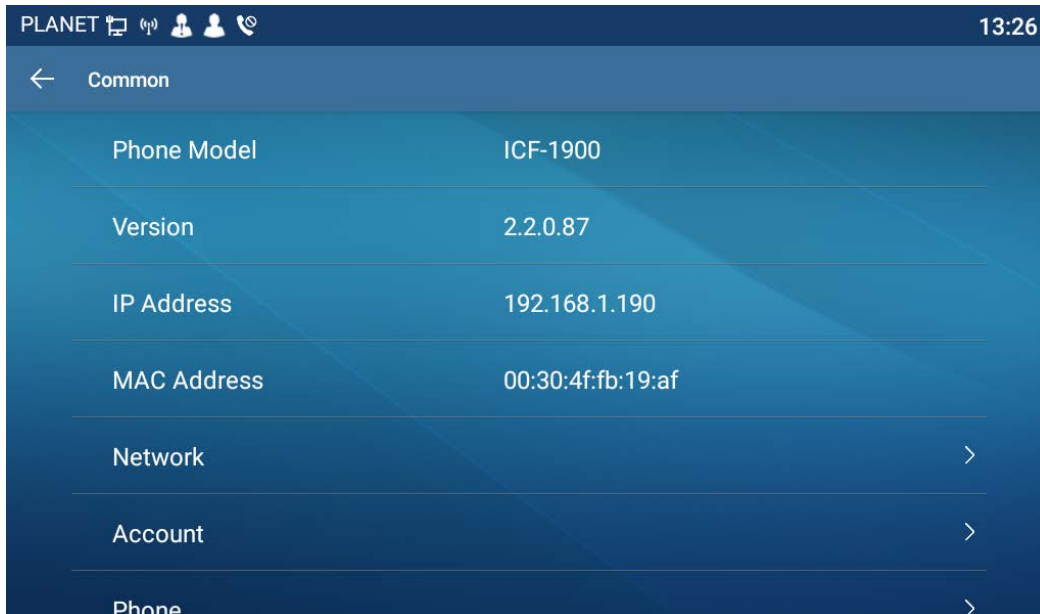 PLANET 13:26
Common
Phone Model ICF-1900
Version 2.2.0.87
IP Address 192.168.1.190
MAC Address 00:30:4f:fb:19:af
Network
Account
Phone